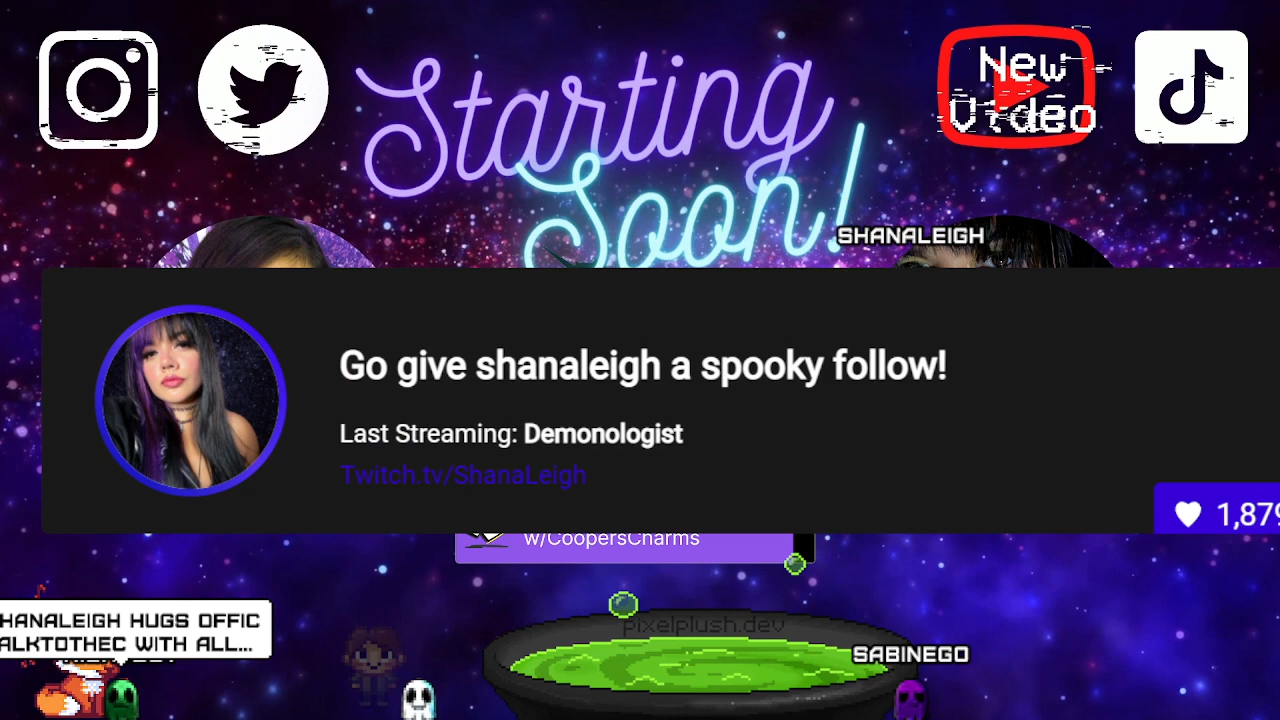 Starting
Soon!
New
Video
SHANALEIGH
Go give shanaleigh a spooky follow!
Last Streaming: Demonologist
Twitch.tv/ShanaLeigh
1,879
w/CoopersCharms
HANALEIGH HUGS OFFIC
ALKTOTHEC WITH ALL...
pixelplush.dev
SABINEGO